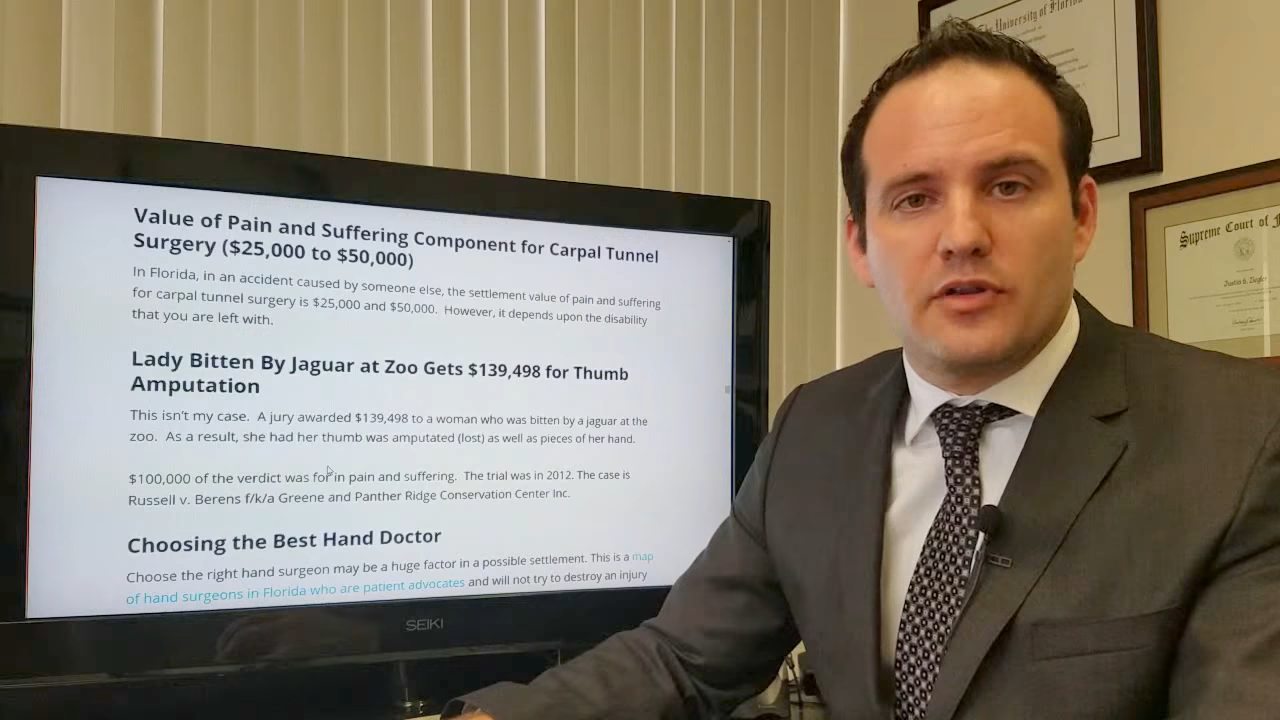 Value of Pain and Suffering Component for Carpal Tunnel
Surgery ($25,000 to $50,000)
In Florida, in an accident caused by someone else, the settlement value of pain and suffering
for carpal tunnel surgery is $25,000 and $50,000. However, it depends upon the disability
that you are left with.
Lady Bitten By Jaguar at Zoo Gets $139,498 for Thumb
Amputation
This isn't my case. A jury awarded $139,498 to a woman who was bitten by a jaguar at the
zoo. As a result, she had her thumb was amputated (lost) as well as pieces of her hand.
$100,000 of the verdict was for in pain and suffering. The trial was in 2012. The case is
Russell v. Berens f/k/a Greene and Panther Ridge Conservation Center Inc.
Choosing the Best Hand Doctor
Choose the right hand surgeon may be a huge factor in a possible settlement. This is a map
of hand surgeons in Florida who are patient advocates and will not try to destroy an injury
SEIKI
The University of Florida
Supreme Court of
Justin